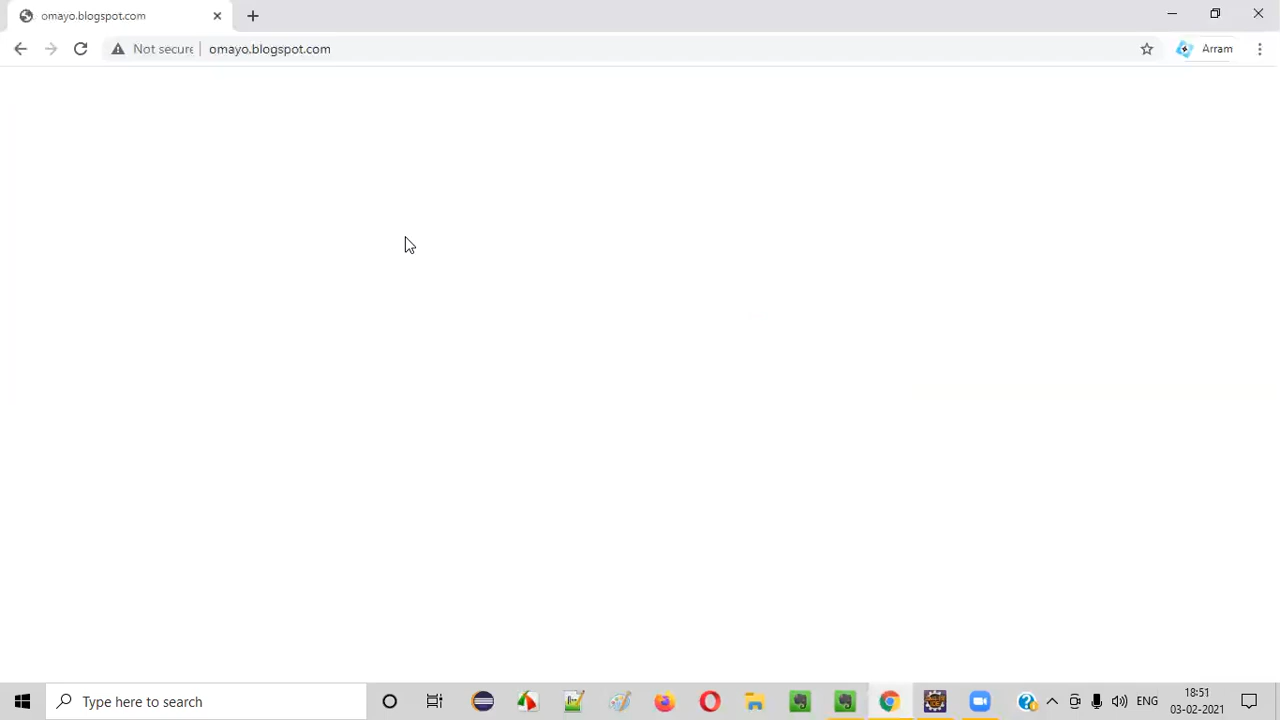 omayo.blogspot.com
Not secure
omayo.blogspot.com
Arram
Type here to search
ENG
18:51
03-02-2021